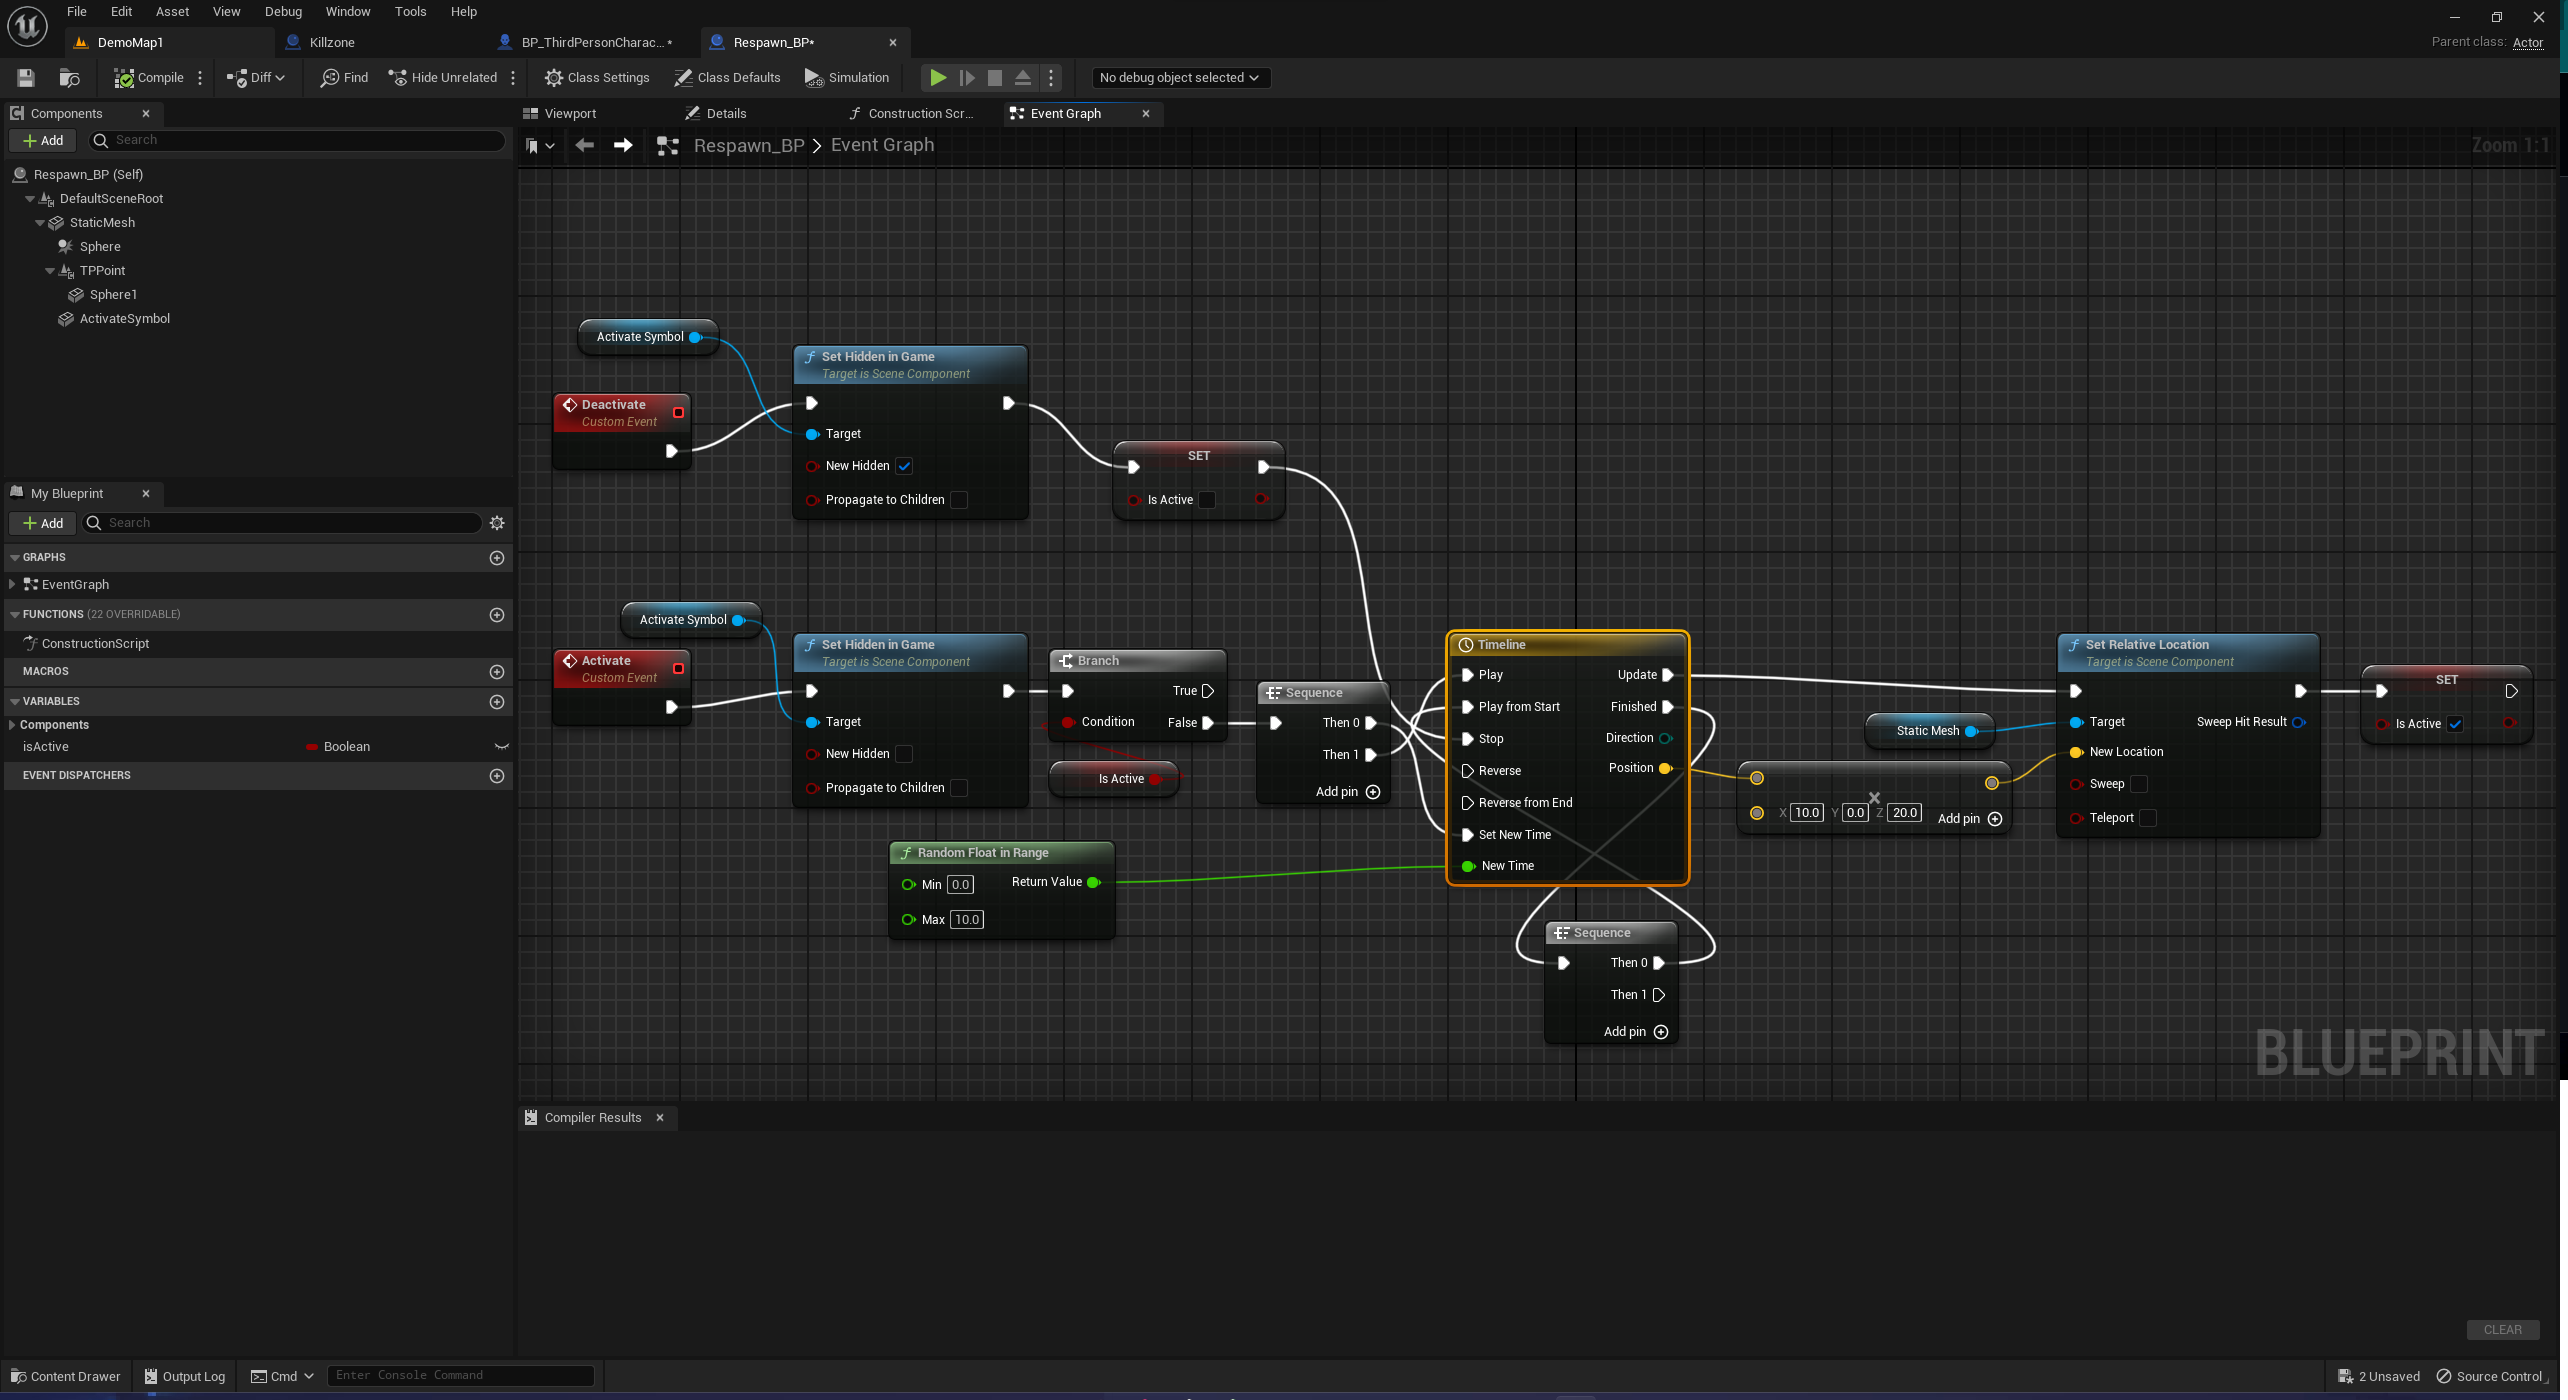 File Edit Asset View Debug Window Tools Help
DemoMap1 Killzone BP_ThirdPersonCharac... * Respawn_BP*
Parent class: Actor
Compile Diff Find Hide Unrelated Class Settings Class Defaults Simulation No debug object selected
Components
Add Search
Respawn_BP (Self)
DefaultSceneRoot
StaticMesh
Sphere
TPPoint
Sphere1
ActivateSymbol
My Blueprint
Add Search
GRAPHS
EventGraph
FUNCTIONS (22 OVERRIDABLE)
ConstructionScript
MACROS
VARIABLES
Components
isActive Boolean
EVENT DISPATCHERS
Viewport Details Construction Scr... Event Graph
Respawn_BP > Event Graph
Zoom 1:1
Activate Symbol
Deactivate
Custom Event
Set Hidden in Game
Target is Scene Component
Target
New Hidden
Propagate to Children
SET
Is Active
Activate Symbol
Activate
Custom Event
Set Hidden in Game
Target is Scene Component
Target
New Hidden
Propagate to Children
Branch
True
Condition False
Is Active
Sequence
Then 0
Then 1
Add pin
Random Float in Range
Min 0.0 Return Value
Max 10.0
Timeline
Play Update
Play from Start Finished
Stop Direction
Reverse Position
Reverse from End
Set New Time
New Time
Sequence
Then 0
Then 1
Add pin
Static Mesh
X 10.0 Y 0.0 Z 20.0 Add pin
Set Relative Location
Target is Scene Component
Target Sweep Hit Result
New Location
Sweep
Teleport
SET
Is Active
BLUEPRINT
Compiler Results
CLEAR
Content Drawer Output Log Cmd Enter Console Command
2 Unsaved Source Control